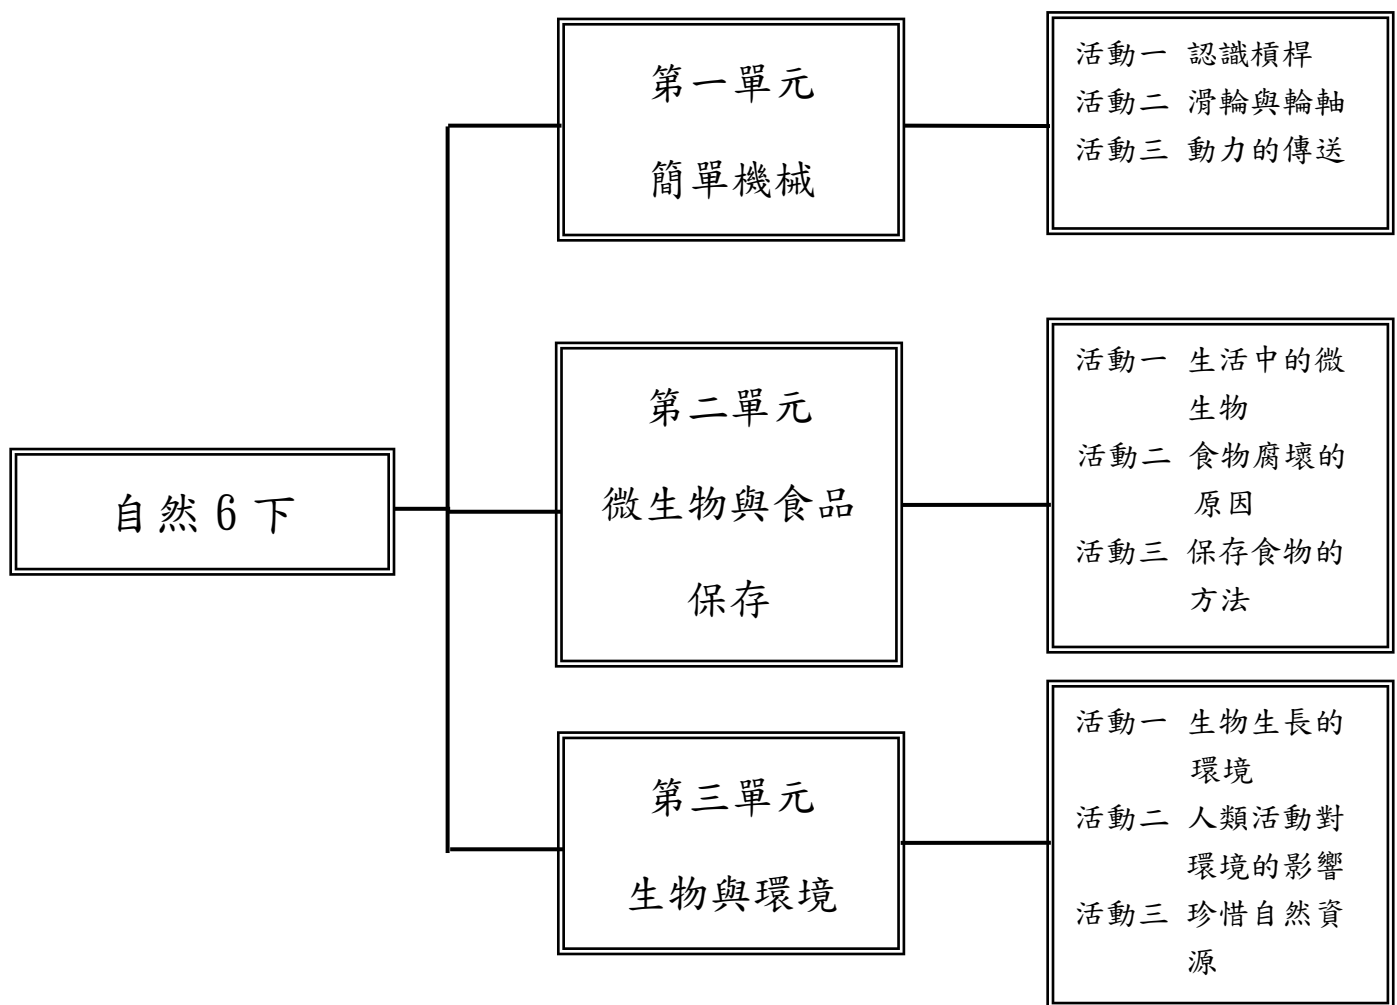 自然 6 下
第一單元
簡單機械
活動一 認識槓桿
活動二 滑輪與輪軸
活動三 動力的傳送
第二單元
微生物與食品
保存
活動一 生活中的微
生物
活動二 食物腐壞的
原因
活動三 保存食物的
方法
第三單元
生物與環境
活動一 生物生長的
環境
活動二 人類活動對
環境的影響
活動三 珍惜自然資
源